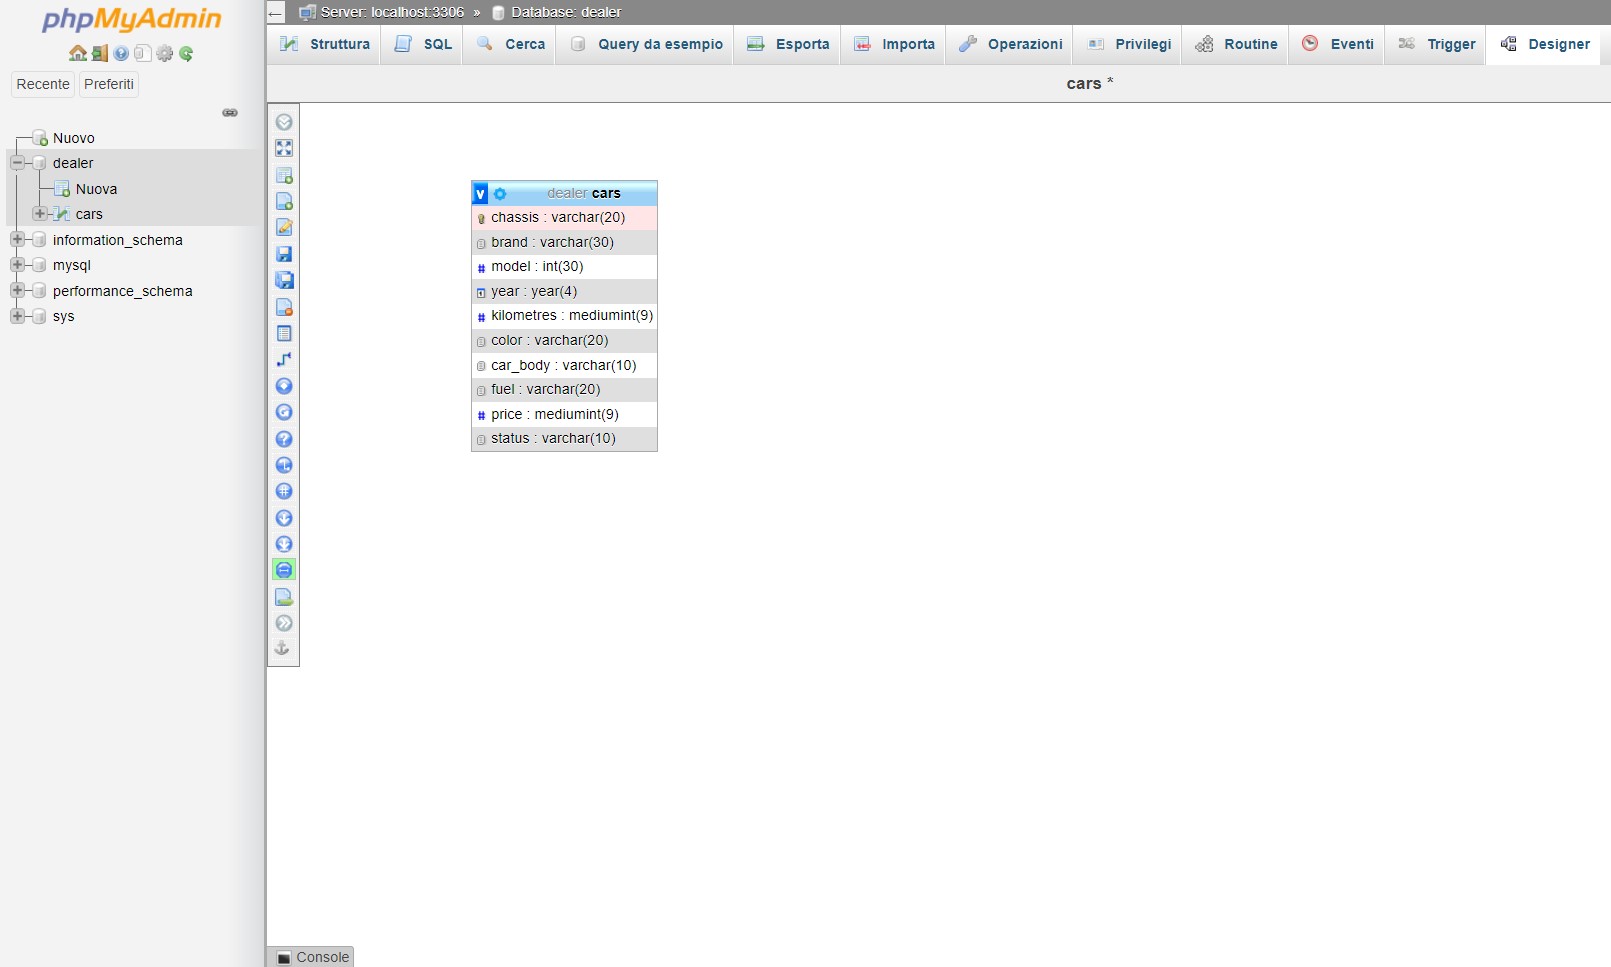 phpMyAdmin
Recente Preferiti
Nuovo
dealer
Nuova
cars
information_schema
mysql
performance_schema
sys
← Server: localhost:3306 » Database: dealer
Struttura SQL Cerca Query da esempio Esporta Importa Operazioni Privilegi Routine Eventi Trigger Designer
cars *
v dealer cars
chassis : varchar(20)
brand : varchar(30)
# model : int(30)
year : year(4)
# kilometres : mediumint(9)
color : varchar(20)
car_body : varchar(10)
fuel : varchar(20)
# price : mediumint(9)
status : varchar(10)
Console